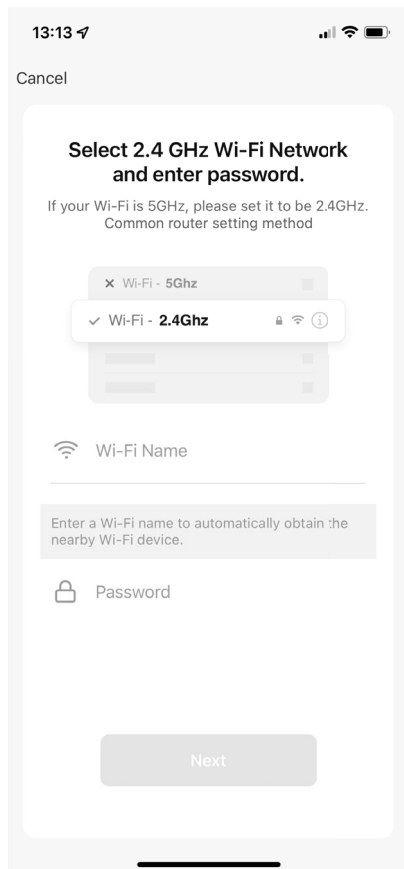 13:13
Cancel
Select 2.4 GHz Wi-Fi Network
and enter password.
If your Wi-Fi is 5GHz, please set it to be 2.4GHz.
Common router setting method
Wi-Fi - 5Ghz
Wi-Fi - 2.4Ghz
Wi-Fi Name
Enter a Wi-Fi name to automatically obtain the
nearby Wi-Fi device.
Password
Next